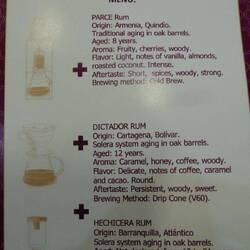 MENU:
PARCE Rum
Origin: Armenia, Quindio.
Traditional aging in oak barrels.
Aged: 8 years.
Aroma: Fruity, cherries, woody.
Flavor: Light, notes of vanilla, almonds,
roasted coconut. Intense.
Aftertaste: Short, spices, woody, strong.
Brewing method: Cold Brew.
DICTADOR RUM
Origin: Cartagena, Bolívar.
Solera system aging in oak barrels.
Aged: 12 years.
Aroma: Caramel, honey, coffee, woody.
Flavor: Delicate, notes of coffee, caramel
and cacao. Round.
Aftertaste: Persistent, woody, sweet.
Brewing Method: Drip Cone (V60).
HECHICERA RUM
Origin: Barranquilla, Atlántico
Solera system aging in oak barrels.